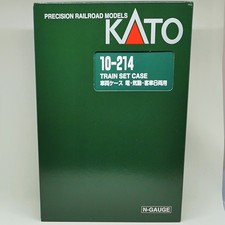 PRECISION RAILROAD MODELS
KATO
10-214
TRAIN SET CASE
車両ケース 電・気動・客車8両用
N-GAUGE